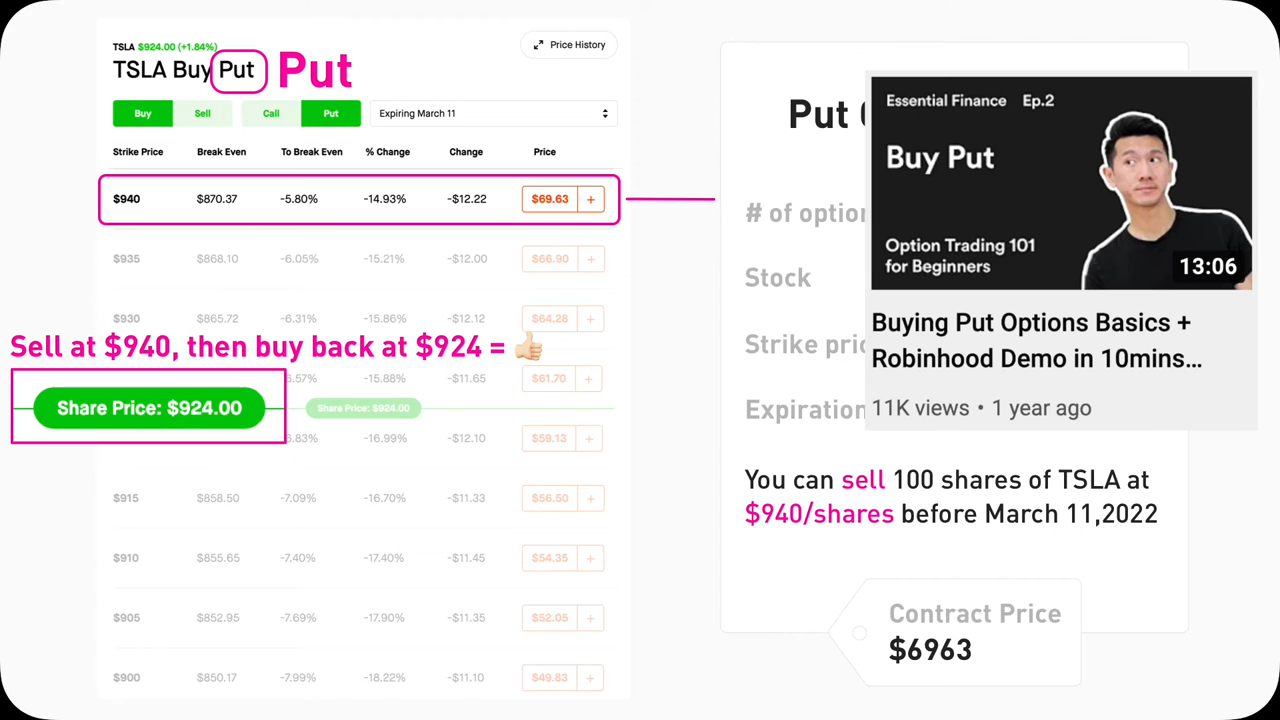 TSLA $924.00 (+1.84%)
TSLA Buy Put
Put
Price History
Buy Sell Call Put Expiring March 11
Strike Price Break Even To Break Even % Change Change Price
$940 $870.37 -5.80% -14.93% -$12.22 $69.63 +
$935 $868.10 -6.05% -15.21% -$12.00 $66.90 +
$930 $865.72 -6.31% -15.86% -$12.12 $64.28 +
Sell at $940, then buy back at $924 = 👍🏻
.57% -15.88% -$11.65 $61.70 +
Share Price: $924.00
Share Price: $924.00
.83% -16.99% -$12.10 $59.13 +
$915 $858.50 -7.09% -16.70% -$11.33 $56.50 +
$910 $855.65 -7.40% -17.40% -$11.45 $54.35 +
$905 $852.95 -7.69% -17.90% -$11.35 $52.05 +
$900 $850.17 -7.99% -18.22% -$11.10 $49.83 +
Put
# of option
Stock
Strike pric
Expiration
Essential Finance Ep.2
Buy Put
Option Trading 101
for Beginners
13:06
Buying Put Options Basics +
Robinhood Demo in 10mins...
11K views • 1 year ago
You can sell 100 shares of TSLA at
$940/shares before March 11,2022
Contract Price
$6963